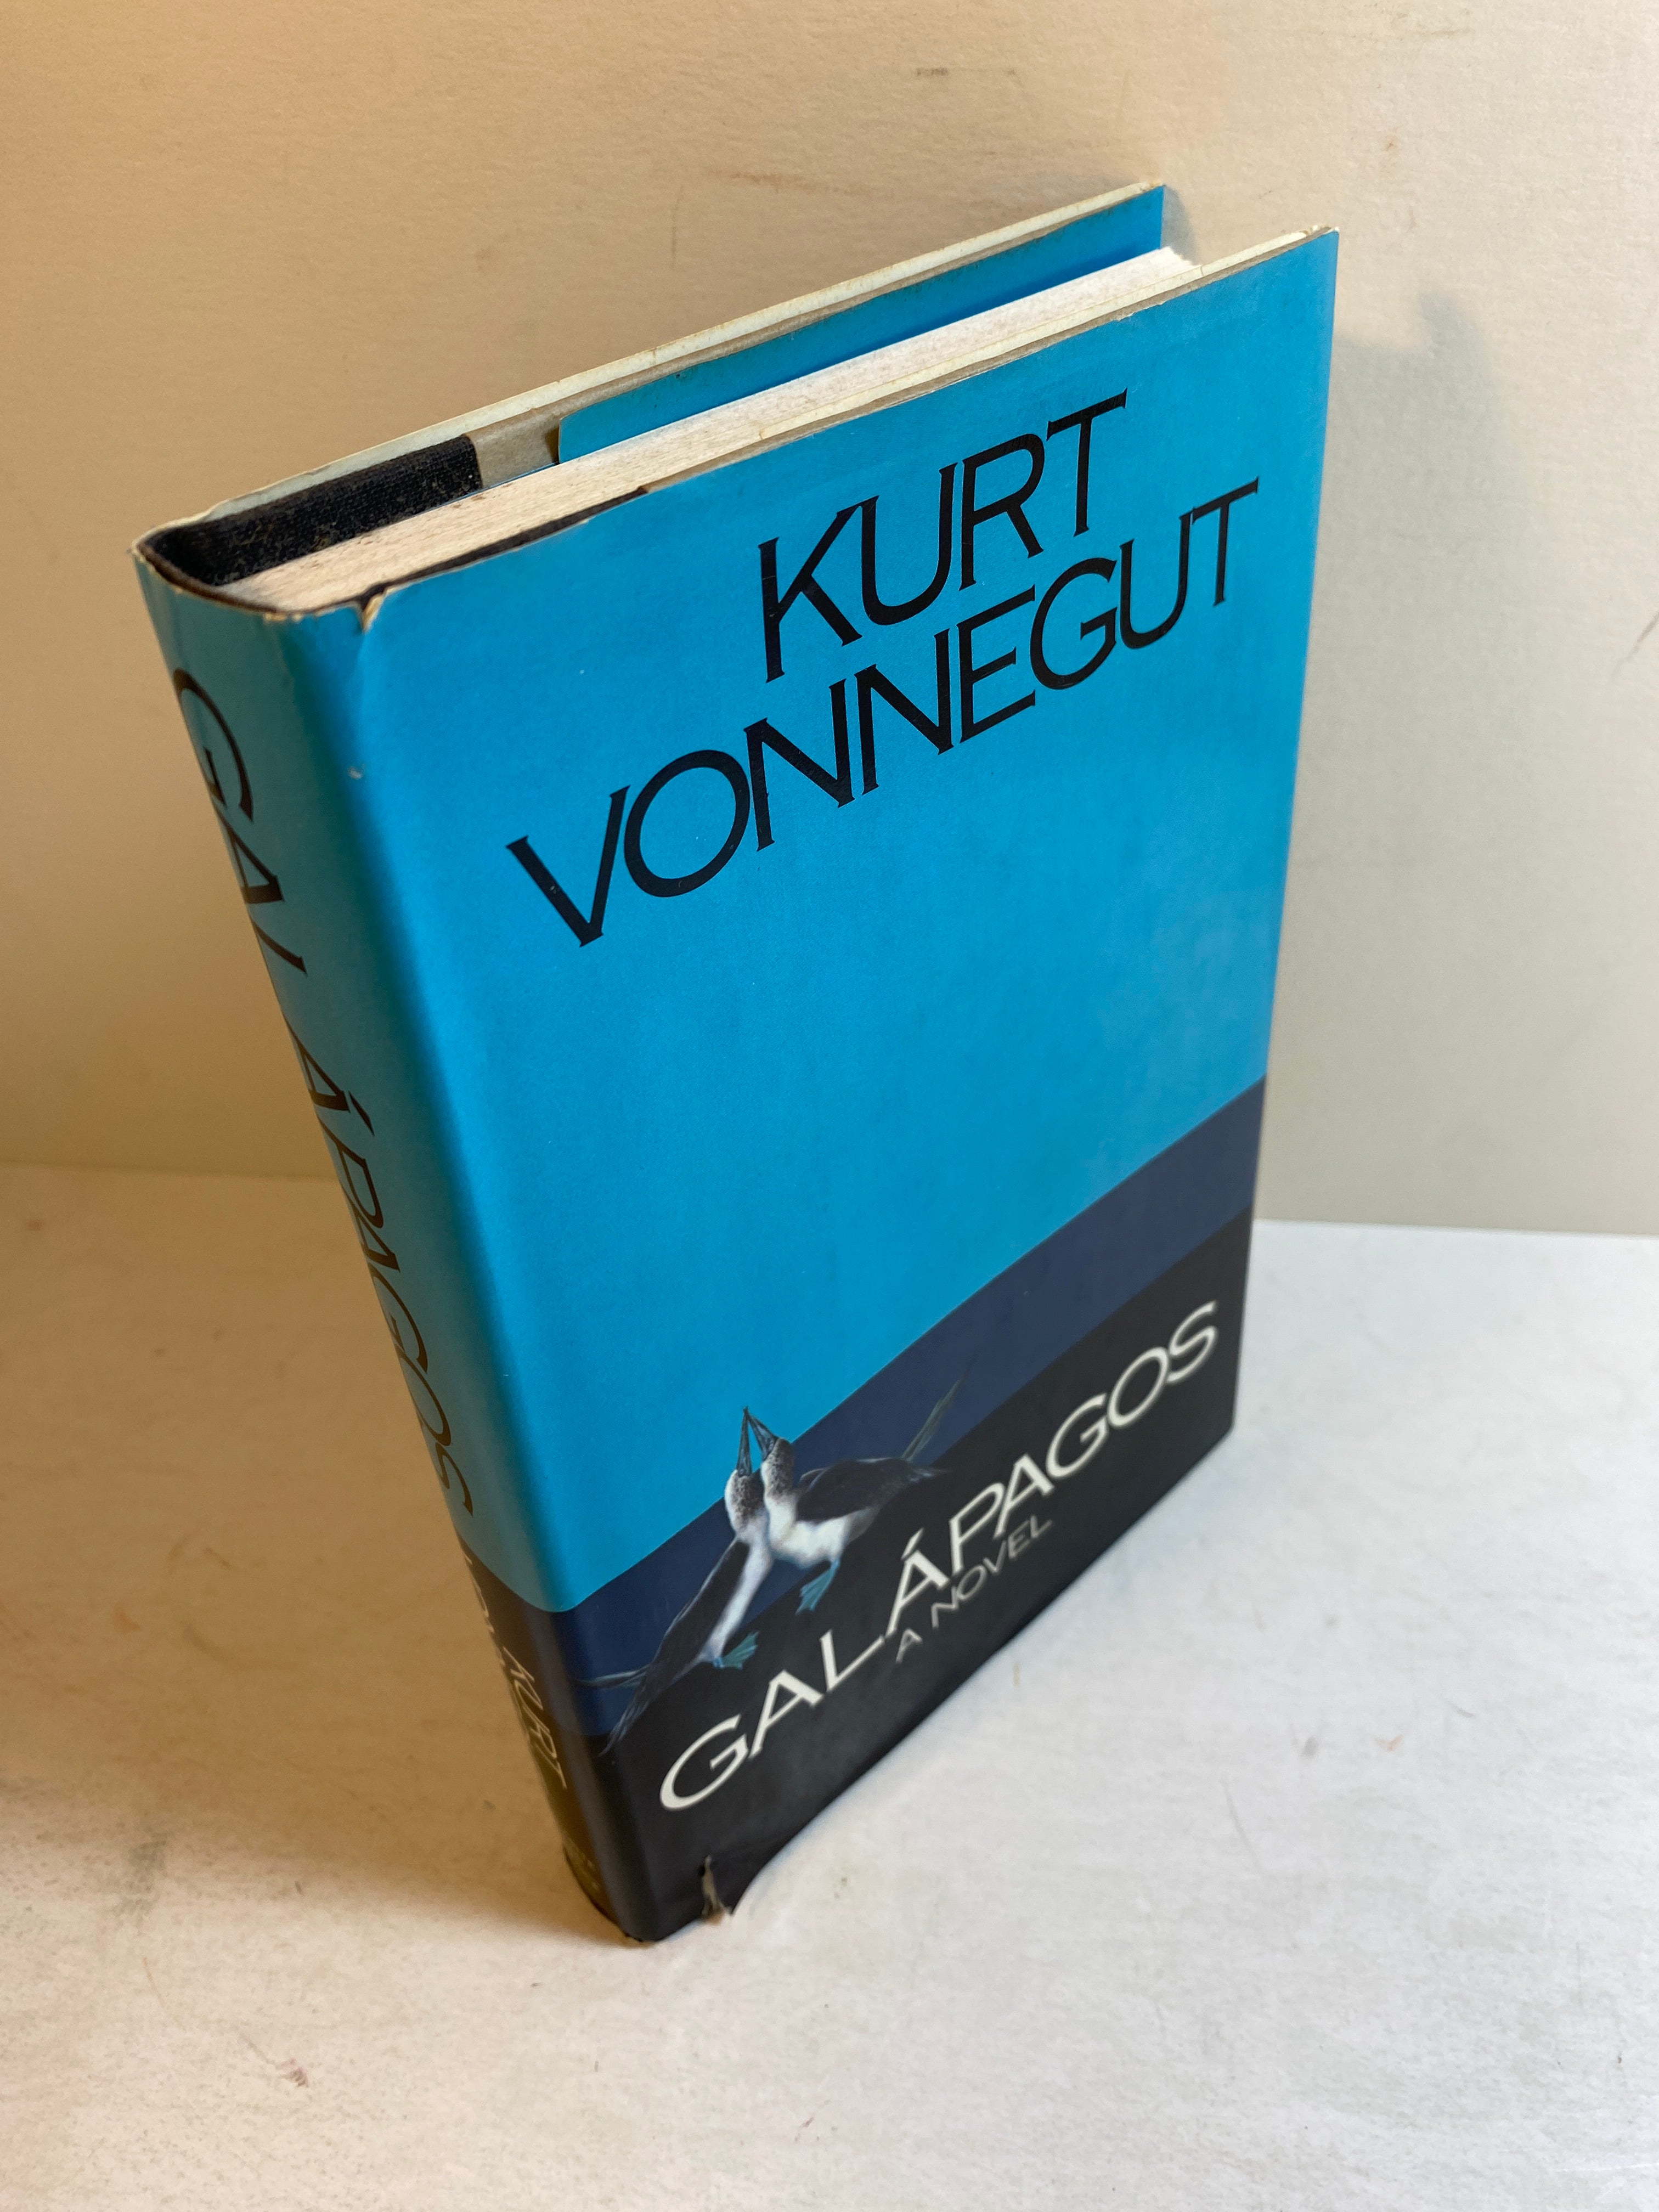 KURT
VONNEGUT
GALÁPAGOS
A NOVEL
GALÁPAGOS
KURT